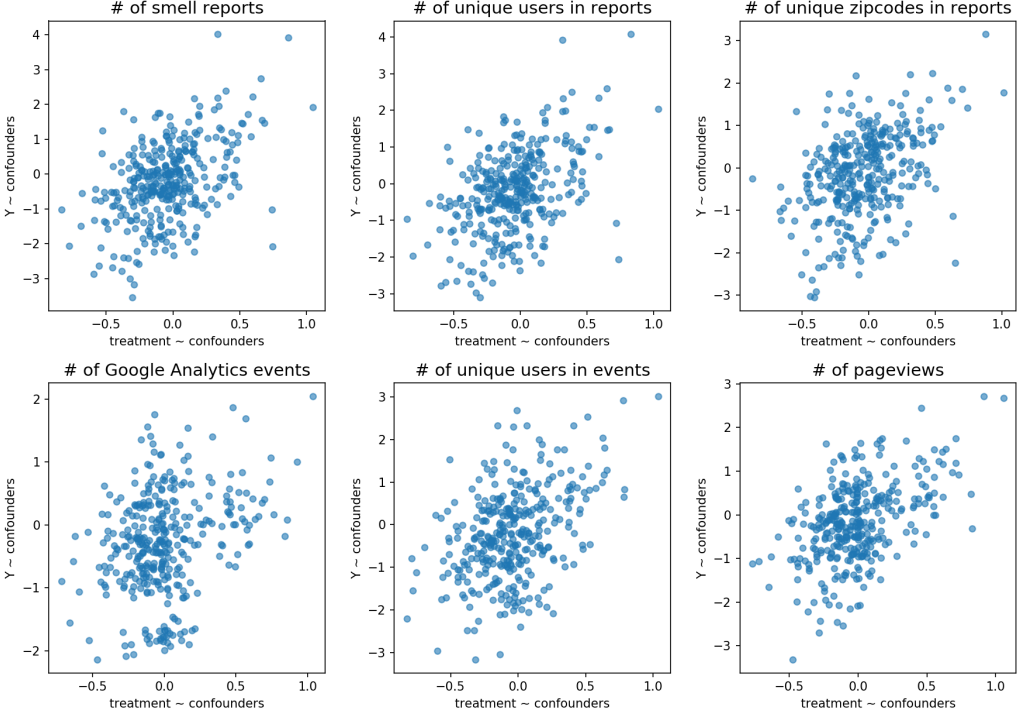 # of smell reports
# of unique users in reports
# of unique zipcodes in reports
4
3
2
1
0
−1
−2
−3
Y ~ confounders
−0.5 0.0 0.5 1.0
treatment ~ confounders
4
3
2
1
0
−1
−2
−3
Y ~ confounders
−0.5 0.0 0.5 1.0
treatment ~ confounders
3
2
1
0
−1
−2
−3
Y ~ confounders
−0.5 0.0 0.5 1.0
treatment ~ confounders
# of Google Analytics events
# of unique users in events
# of pageviews
2
1
0
−1
−2
Y ~ confounders
−0.5 0.0 0.5 1.0
treatment ~ confounders
3
2
1
0
−1
−2
−3
Y ~ confounders
−0.5 0.0 0.5 1.0
treatment ~ confounders
3
2
1
0
−1
−2
−3
Y ~ confounders
−0.5 0.0 0.5 1.0
treatment ~ confounders